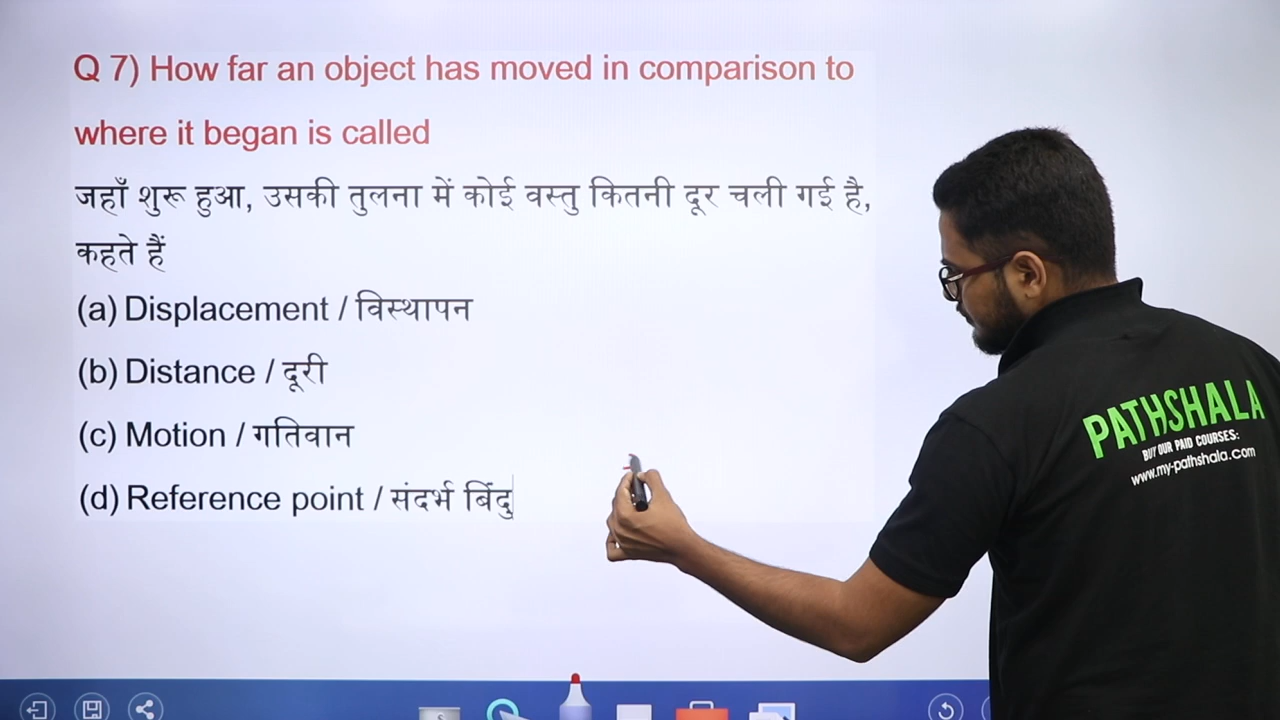 Q 7) How far an object has moved in comparison to
where it began is called
जहाँ शुरू हुआ, उसकी तुलना में कोई वस्तु कितनी दूर चली गई है,
कहते हैं
(a) Displacement / विस्थापन
(b) Distance / दूरी
(c) Motion / गतिवान
(d) Reference point / संदर्भ बिंदु
PATHSHALA
BUY OUR PAID COURSES:
www.my-pathshala.com